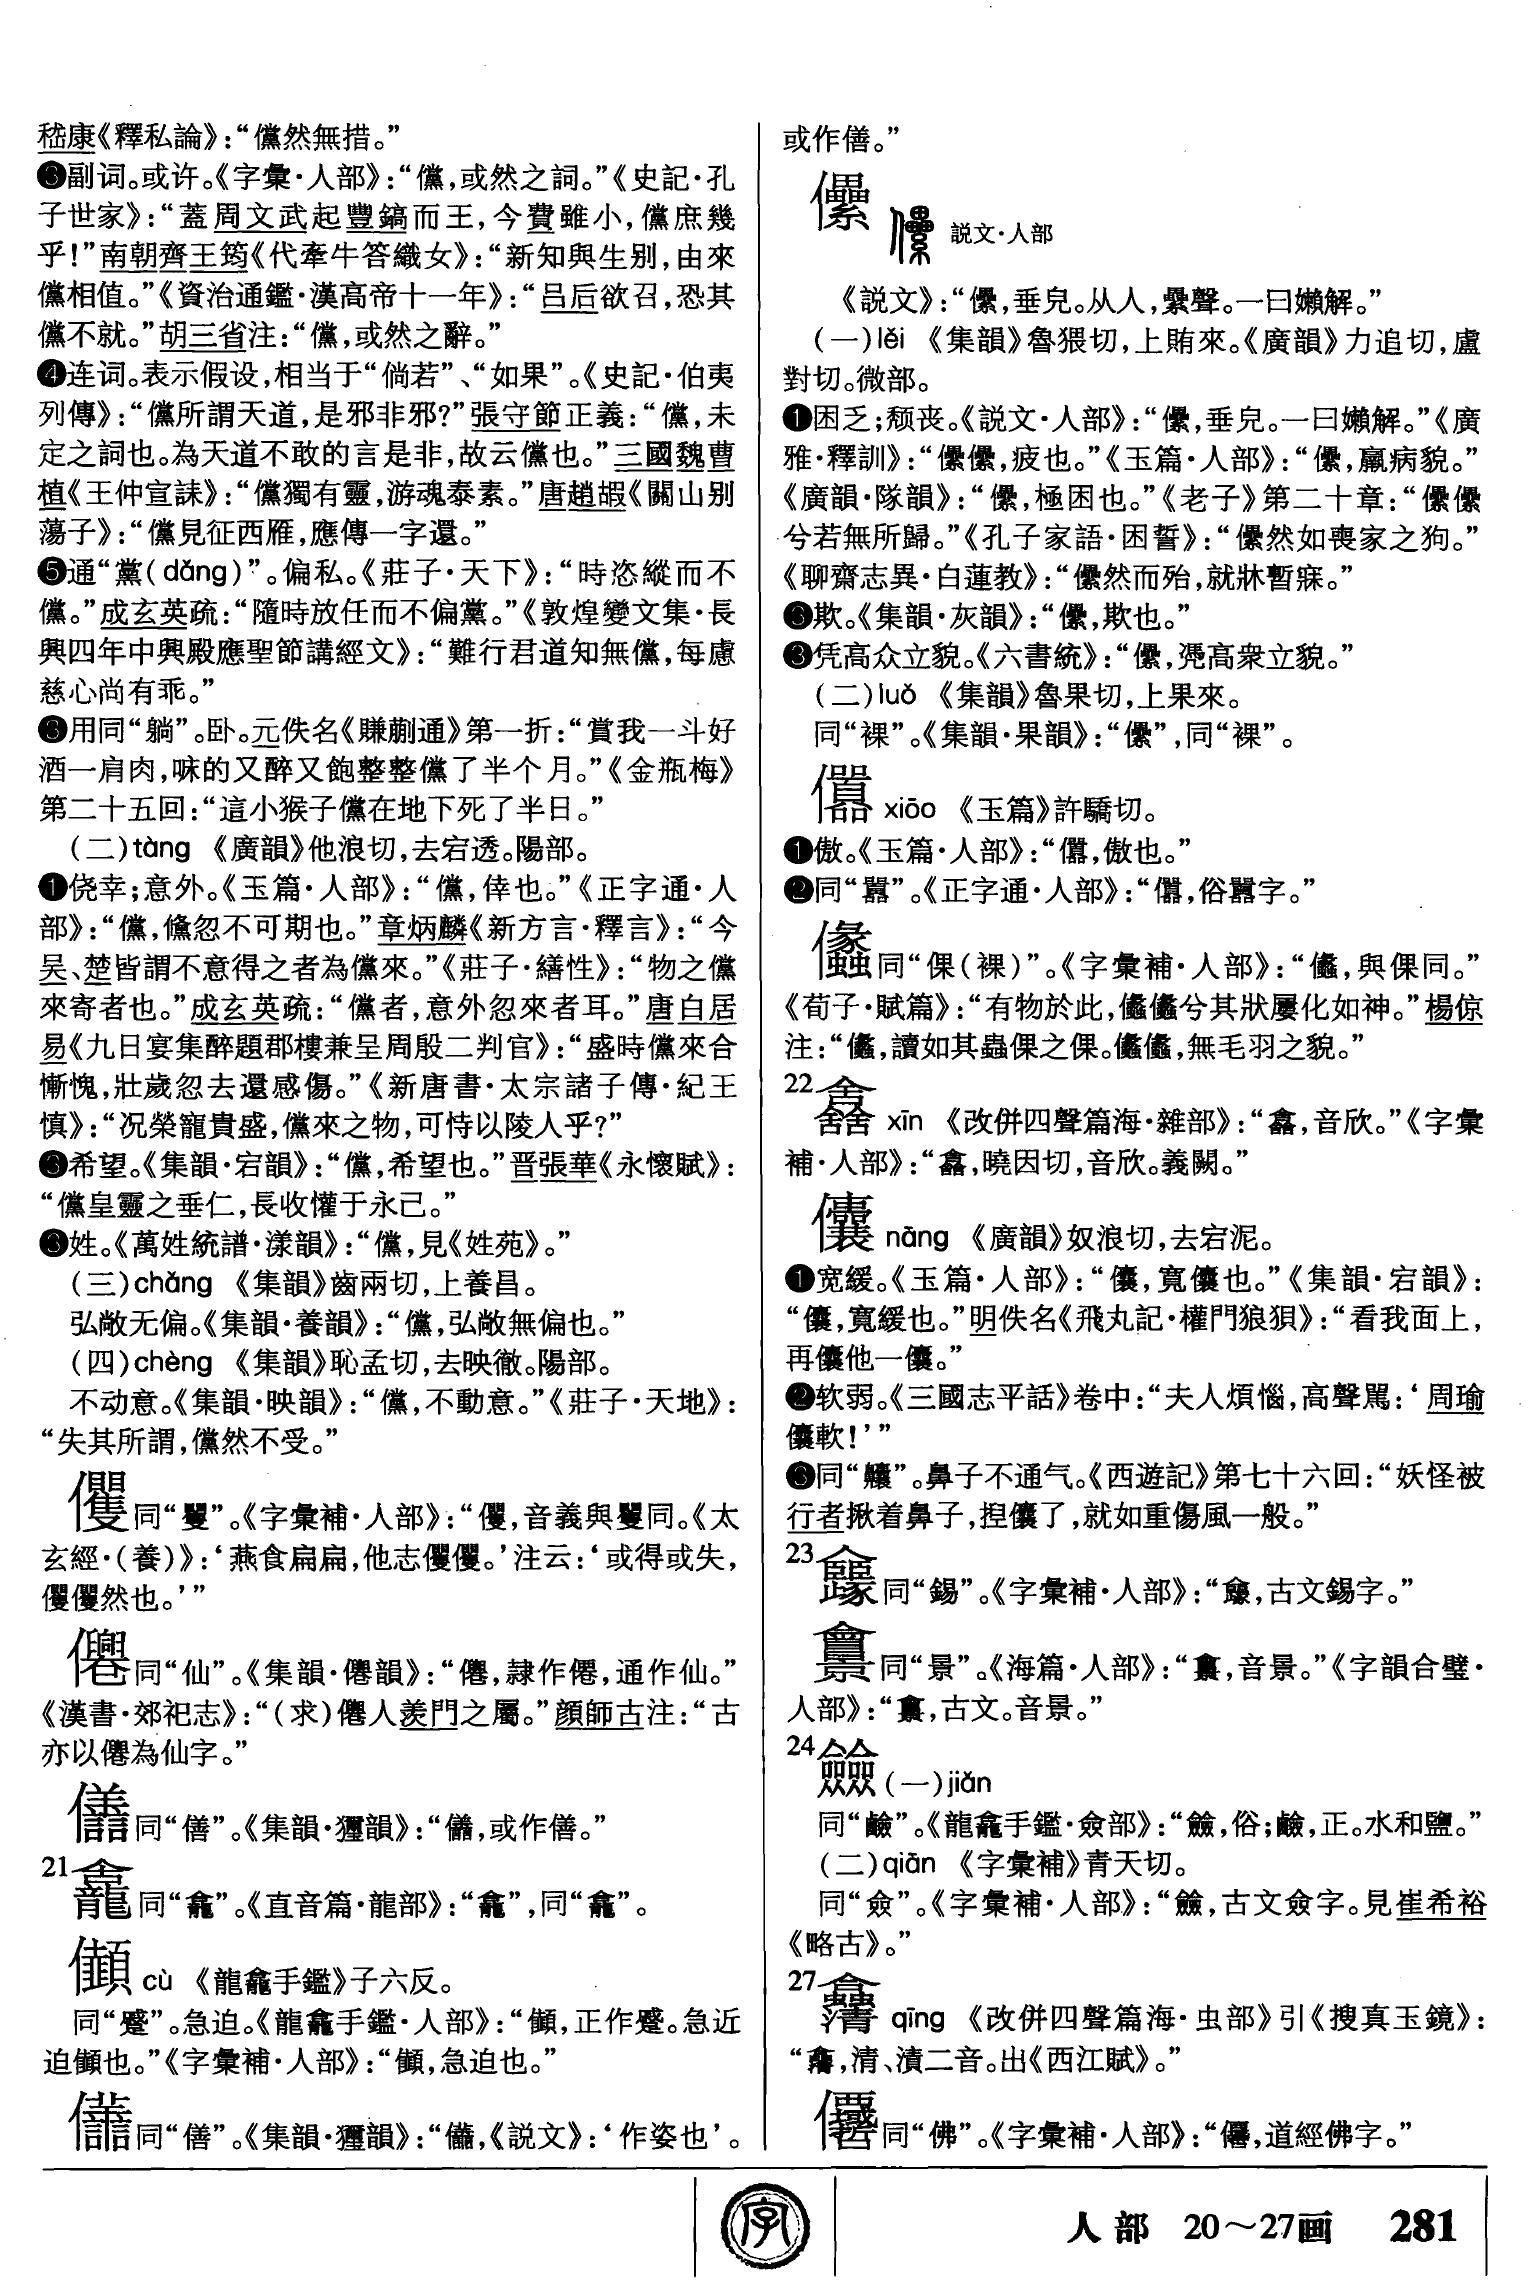 嵇康《釋私論》：“儻然無措。”
❸副词。或许。《字彙·人部》：“儻，或然之詞。”《史記·孔
子世家》：“蓋周文武起豐鎬而王，今費雖小，儻庶幾
乎！”南朝齊王筠《代牽牛答織女》：“新知與生别，由來
儻相值。”《資治通鑑·漢高帝十一年》：“吕后欲召，恐其
儻不就。”胡三省注：“儻，或然之辭。”
❹连词。表示假设，相当于“倘若”、“如果”。《史記·伯夷
列傳》：“儻所謂天道，是邪非邪？”張守節正義：“儻，未
定之詞也。為天道不敢的言是非，故云儻也。”三國魏曹
植《王仲宣誄》：“儻獨有靈，游魂泰素。”唐趙嘏《關山别
蕩子》：“儻見征西雁，應傳一字還。”
❺通“黨(dǎng)”。偏私。《莊子·天下》：“時恣縱而不
儻。”成玄英疏：“隨時放任而不偏黨。”《敦煌變文集·長
興四年中興殿應聖節講經文》：“難行君道知無儻，每慮
慈心尚有乖。”
❸用同“躺”。卧。元佚名《賺蒯通》第一折：“賞我一斗好
酒一肩肉，㕲的又醉又飽整整儻了半个月。”《金瓶梅》
第二十五回：“這小猴子儻在地下死了半日。”
(二)tàng 《廣韻》他浪切，去宕透。陽部。
❶侥幸；意外。《玉篇·人部》：“儻，倖也。”《正字通·人
部》：“儻，儵忽不可期也。”章炳麟《新方言·釋言》：“今
吴、楚皆謂不意得之者為儻來。”《莊子·繕性》：“物之儻
來寄者也。”成玄英疏：“儻者，意外忽來者耳。”唐白居
易《九日宴集醉題郡樓兼呈周殷二判官》：“盛時儻來合
慚愧，壯歲忽去還感傷。”《新唐書·太宗諸子傳·紀王
慎》：“况榮寵貴盛，儻來之物，可恃以陵人乎？”
❸希望。《集韻·宕韻》：“儻，希望也。”晋張華《永懷賦》：
“儻皇靈之垂仁，長收懽于永已。”
❸姓。《萬姓統譜·漾韻》：“儻，見《姓苑》。”
(三)chǎng 《集韻》齒兩切，上養昌。
弘敞无偏。《集韻·養韻》：“儻，弘敞無偏也。”
(四)chèng 《集韻》恥孟切，去映徹。陽部。
不动意。《集韻·映韻》：“儻，不動意。”《莊子·天地》：
“失其所謂，儻然不受。”
㒧同“矍”。《字彙補·人部》：“㒧，音義與矍同。《太
玄經·(養)》：‘燕食扁扁，他志㒧㒧。’注云：‘或得或失，
㒧㒧然也。’”
同“仙”。《集韻·僊韻》：“僊，隸作僊，通作仙。”
《漢書·郊祀志》：“(求)僊人羨門之屬。”顔師古注：“古
亦以僊為仙字。”
同“僐”。《集韻·獮韻》：“，或作僐。”
21 同“龕”。《直音篇·龍部》：“”，同“龕”。
cù 《龍龕手鑑》子六反。
同“蹙”。急迫。《龍龕手鑑·人部》：“，正作蹙。急近
迫也。”《字彙補·人部》：“，急迫也。”
同“僐”。《集韻·獮韻》：“，《説文》：‘作姿也’。
或作僐。”
儽 説文·人部
《説文》：“儽，垂皃。从人，纍聲。一曰嬾解。”
(一)lěi 《集韻》魯猥切，上賄來。《廣韻》力追切，盧
對切。微部。
❶困乏；颓丧。《説文·人部》：“儽，垂皃。一曰嬾解。”《廣
雅·釋訓》：“儽儽，疲也。”《玉篇·人部》：“儽，羸病貌。”
《廣韻·隊韻》：“儽，極困也。”《老子》第二十章：“儽儽
兮若無所歸。”《孔子家語·困誓》：“儽然如喪家之狗。”
《聊齋志異·白蓮教》：“儽然而殆，就牀暫寐。”
❸欺。《集韻·灰韻》：“儽，欺也。”
❸凭高众立貌。《六書統》：“儽，凴高衆立貌。”
(二)luǒ 《集韻》魯果切，上果來。
同“裸”。《集韻·果韻》：“儽”，同“裸”。
xiāo 《玉篇》許驕切。
❶傲。《玉篇·人部》：“，傲也。”
❷同“囂”。《正字通·人部》：“，俗囂字。”
㒩同“倮(裸)”。《字彙補·人部》：“㒩，與倮同。”
《荀子·賦篇》：“有物於此，㒩㒩兮其狀屢化如神。”楊倞
注：“㒩，讀如其蟲倮之倮。㒩㒩，無毛羽之貌。”
22 xīn 《改併四聲篇海·雜部》：“，音欣。”《字彙
補·人部》：“，曉因切，音欣。義闕。”
儾 nāng 《廣韻》奴浪切，去宕泥。
❶宽缓。《玉篇·人部》：“儾，寬儾也。”《集韻·宕韻》：
“儾，寬緩也。”明佚名《飛丸記·權門狼狽》：“看我面上，
再儾他一儾。”
❷软弱。《三國志平話》卷中：“夫人煩惱，高聲罵：‘周瑜
儾軟！’”
❸同“齉”。鼻子不通气。《西遊記》第七十六回：“妖怪被
行者揪着鼻子，揑儾了，就如重傷風一般。”
23 同“錫”。《字彙補·人部》：“，古文錫字。”
同“景”。《海篇·人部》：“，音景。”《字韻合璧·
人部》：“，古文。音景。”
24 (一)jiǎn
同“鹼”。《龍龕手鑑·僉部》：“，俗；鹼，正。水和鹽。”
(二)qiān 《字彙補》青天切。
同“僉”。《字彙補·人部》：“，古文僉字。見崔希裕
《略古》。”
27 qīng 《改併四聲篇海·虫部》引《搜真玉鏡》：
“，清、漬二音。出《西江賦》。”
同“佛”。《字彙補·人部》：“，道經佛字。”
字
人部 20～27画 281